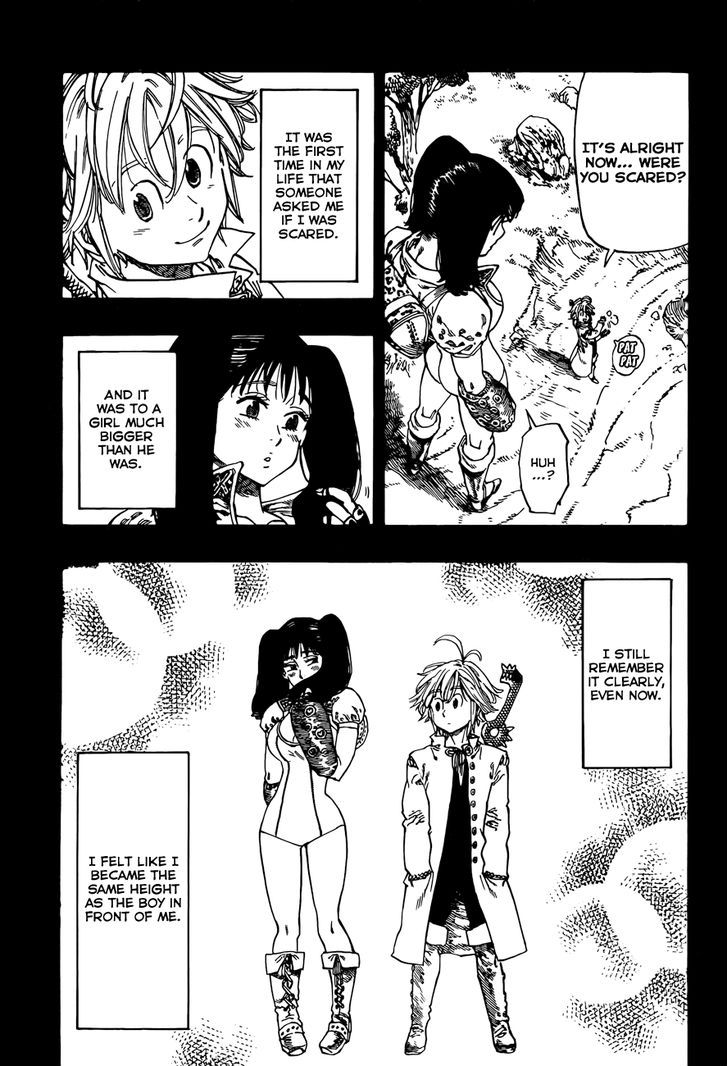 IT'S ALRIGHT
NOW... WERE
YOU SCARED?
PAT
PAT
HUH
...?
IT WAS
THE FIRST
TIME IN MY
LIFE THAT
SOMEONE
ASKED ME
IF I WAS
SCARED.
AND IT
WAS TO A
GIRL MUCH
BIGGER
THAN HE
WAS.
I STILL
REMEMBER
IT CLEARLY,
EVEN NOW.
I FELT LIKE I
BECAME THE
SAME HEIGHT
AS THE BOY IN
FRONT OF ME.